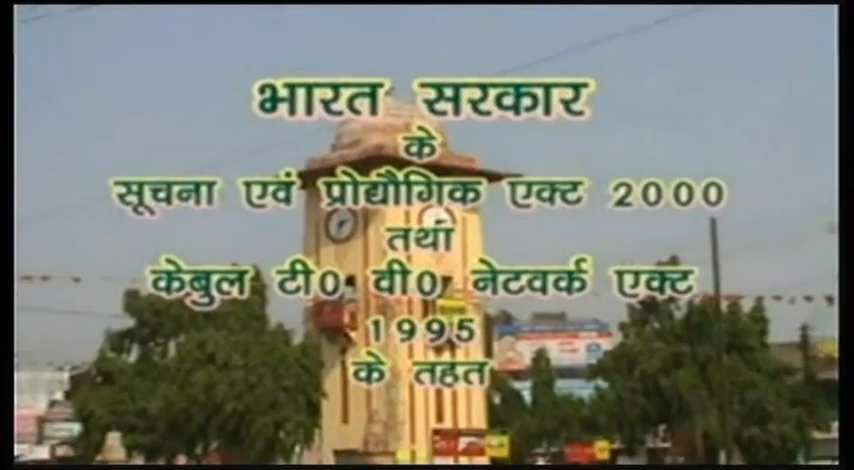 भारत सरकार
के
सूचना एवं प्रोद्यौगिक एक्ट 2000
तथा
केबुल टी0 वी0 नेटवर्क एक्ट
1995
के तहत